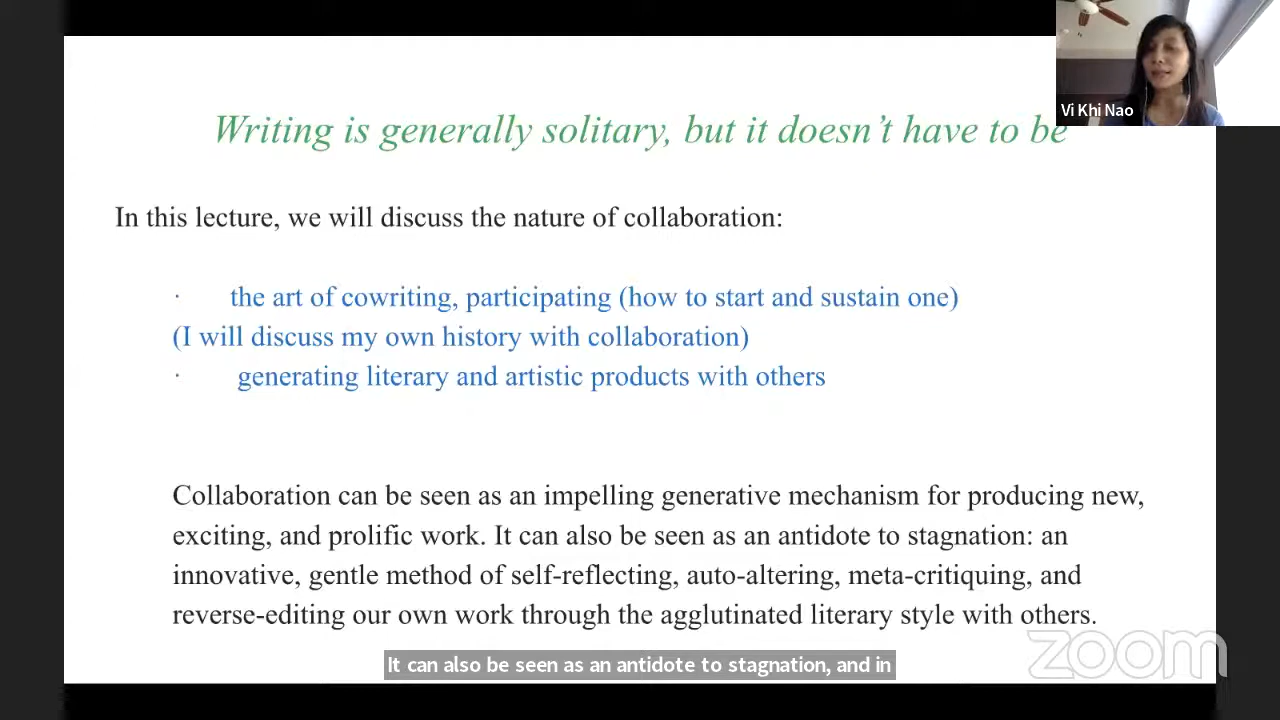 Vi Khi Nao
Writing is generally solitary, but it doesn’t have to be
In this lecture, we will discuss the nature of collaboration:
· the art of cowriting, participating (how to start and sustain one)
(I will discuss my own history with collaboration)
· generating literary and artistic products with others
Collaboration can be seen as an impelling generative mechanism for producing new,
exciting, and prolific work. It can also be seen as an antidote to stagnation: an
innovative, gentle method of self-reflecting, auto-altering, meta-critiquing, and
reverse-editing our own work through the agglutinated literary style with others.
zoom
It can also be seen as an antidote to stagnation, and in